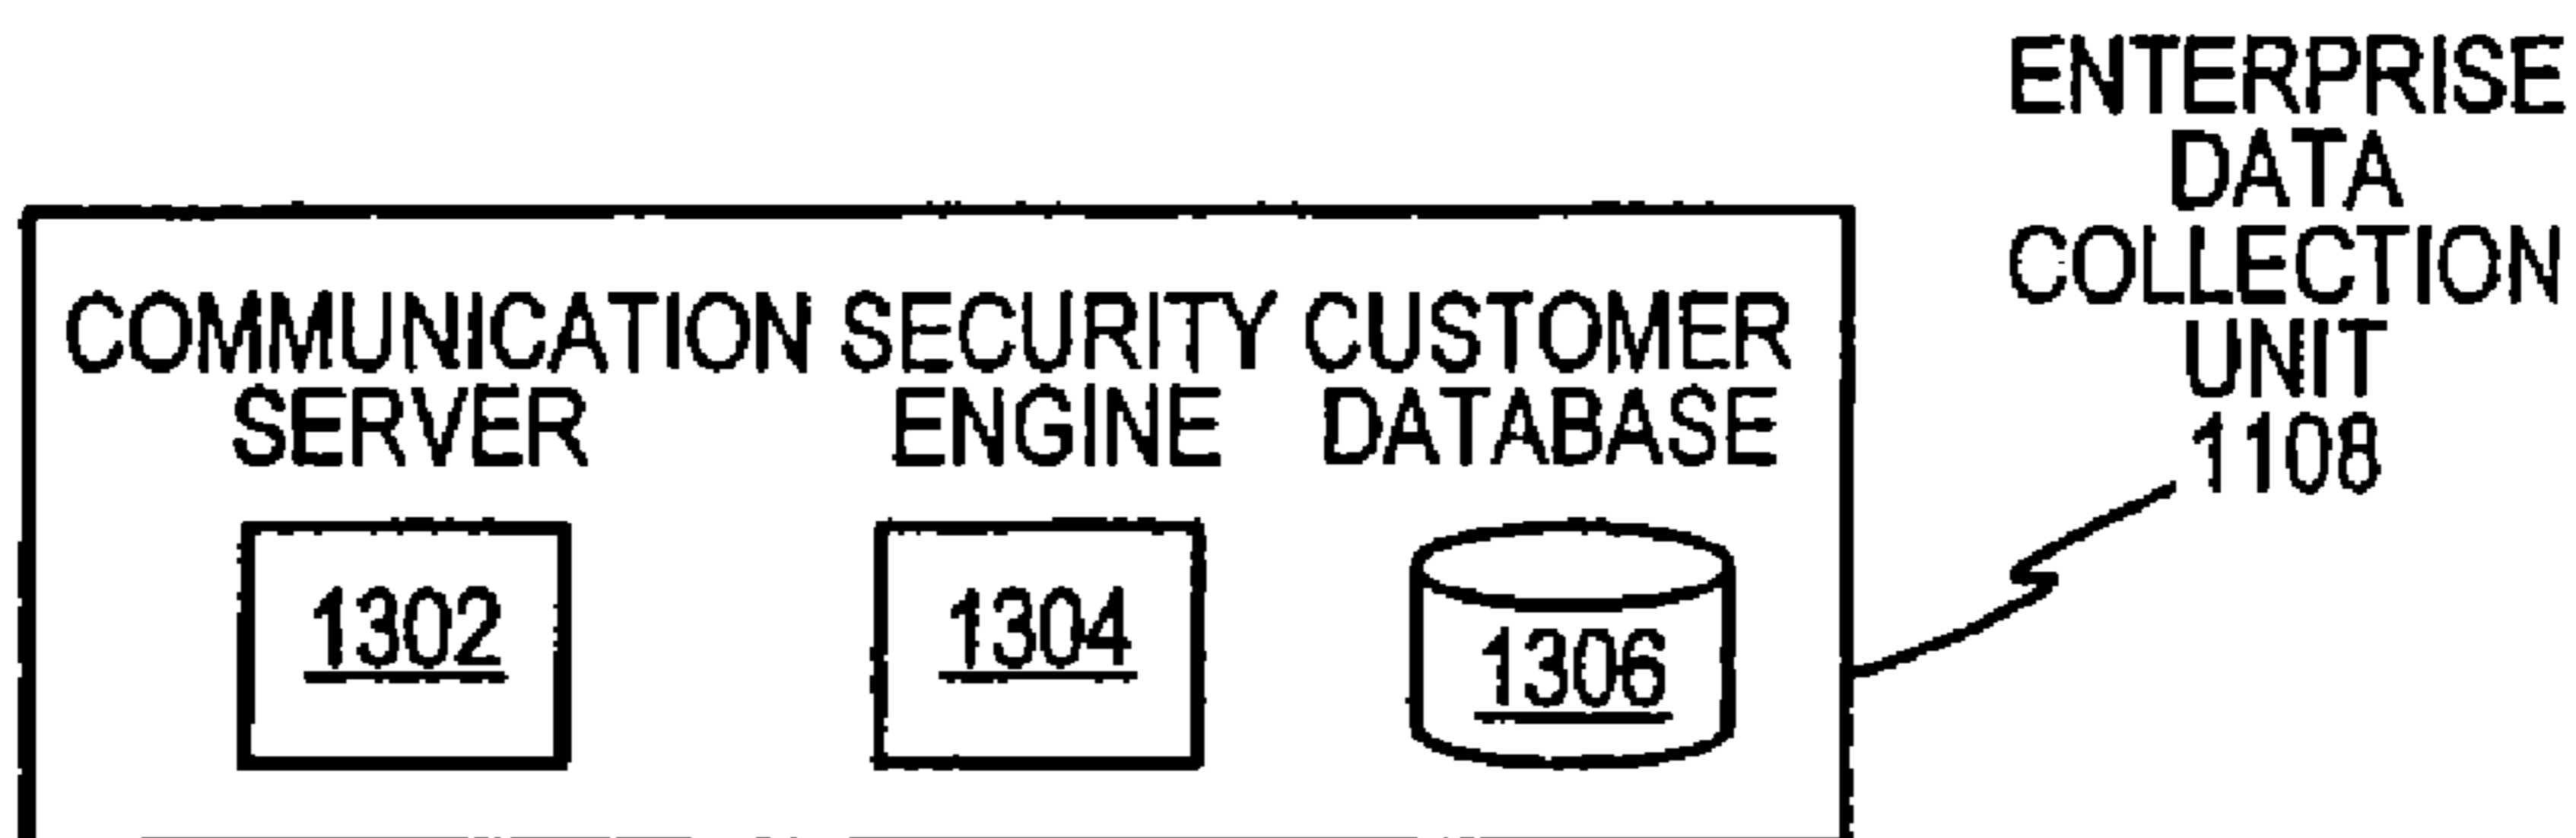 ENTERPRISE
DATA
COLLECTION
UNIT
1108
COMMUNICATION SECURITY CUSTOMER
SERVER ENGINE DATABASE
1302 1304 1306